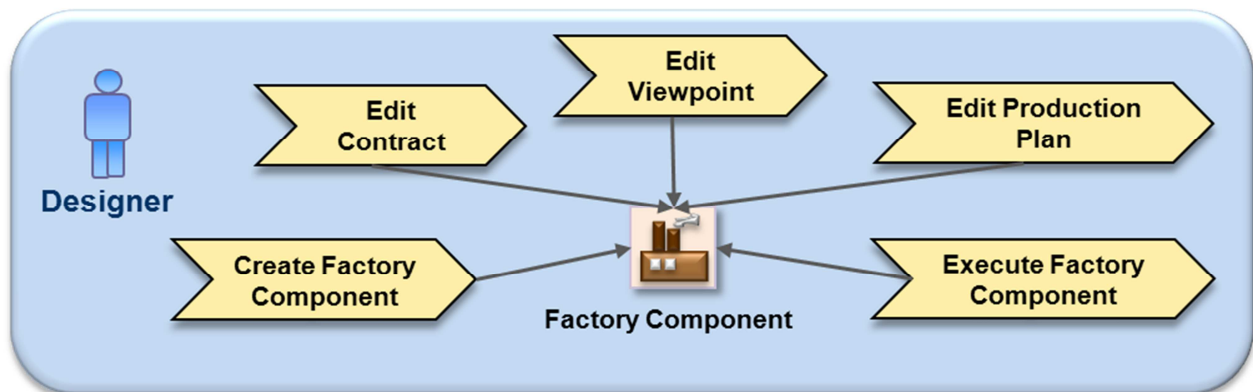 Edit
Viewpoint
Edit
Contract
Edit Production
Plan
Designer
Create Factory
Component
Execute Factory
Component
Factory Component